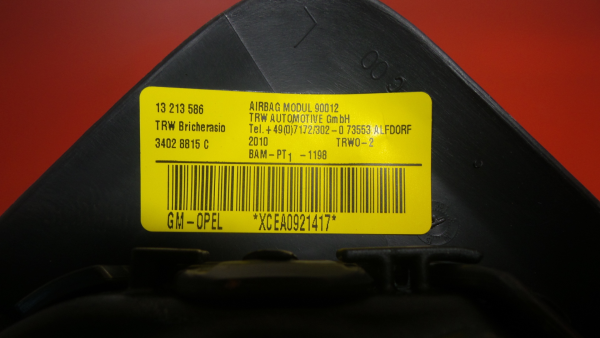 13 213 586 AIRBAG MODUL 90012
TRW AUTOMOTIVE GmbH
TRW Bricherasio Tel.+49(0)7172/302-0 73553 ALFDORF
3402 8815 C 2010 TRWO-2
BAM-PT1 -1198
GM-OPEL *XCEA0921417*